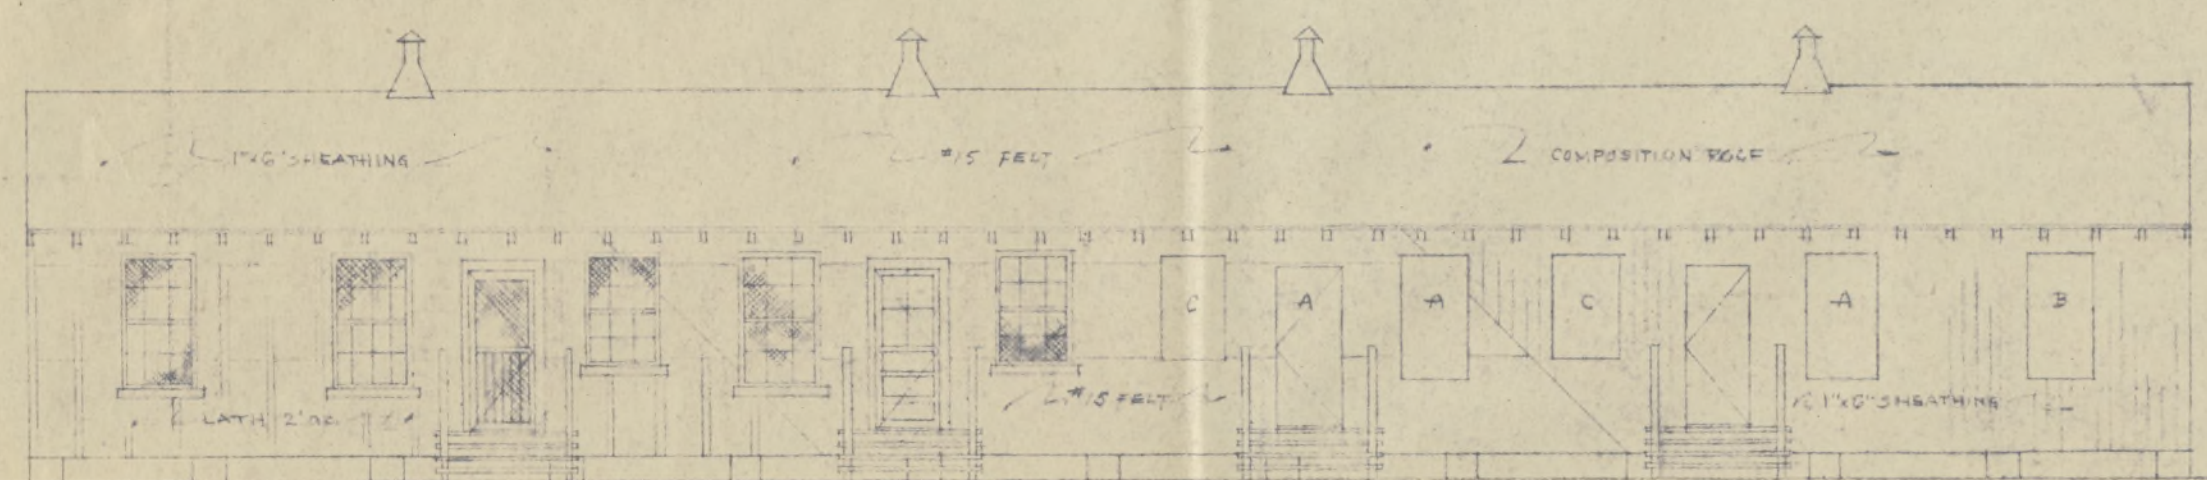 1"x6" SHEATHING
#15 FELT
COMPOSITION ROOF
C
A
A
C
A
B
LATH 2' O.C.
#15 FELT
1"x6" SHEATHING